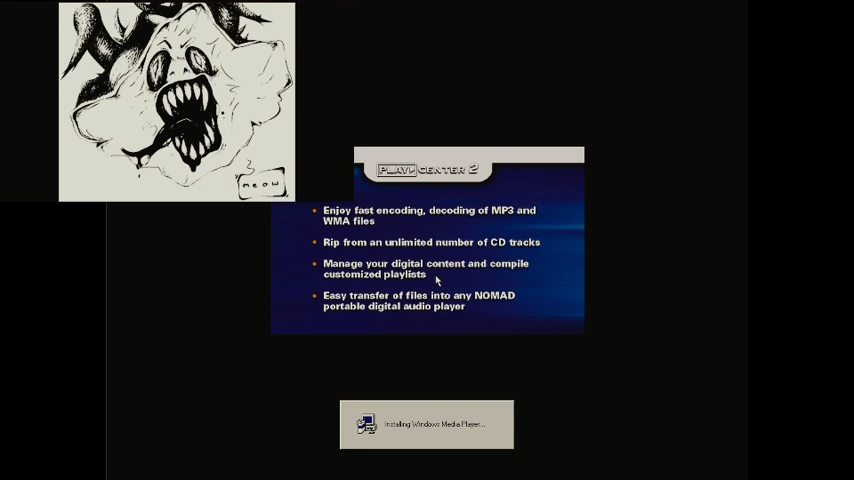 meow
PLAY CENTER 2
• Enjoy fast encoding, decoding of MP3 and
WMA files
• Rip from an unlimited number of CD tracks
• Manage your digital content and compile
customized playlists
• Easy transfer of files into any NOMAD
portable digital audio player
Installing Windows Media Player...